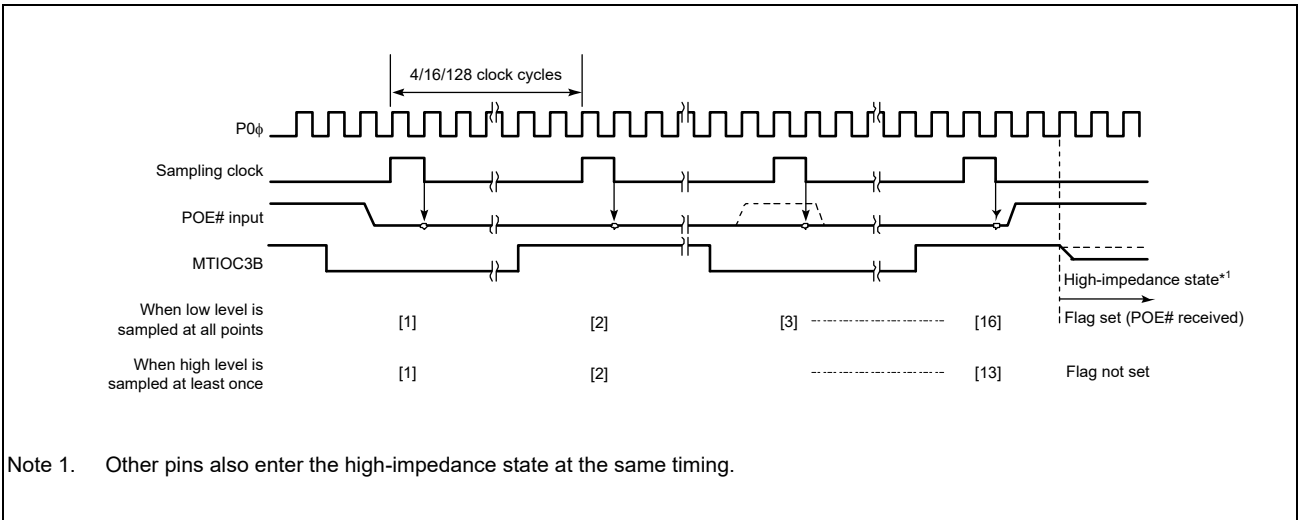 4/16/128 clock cycles
P0ϕ
Sampling clock
POE# input
MTIOC3B
High-impedance state*1
When low level is
sampled at all points
[1] [2] [3] [16] Flag set (POE# received)
When high level is
sampled at least once
[1] [2] [13] Flag not set
Note 1. Other pins also enter the high-impedance state at the same timing.